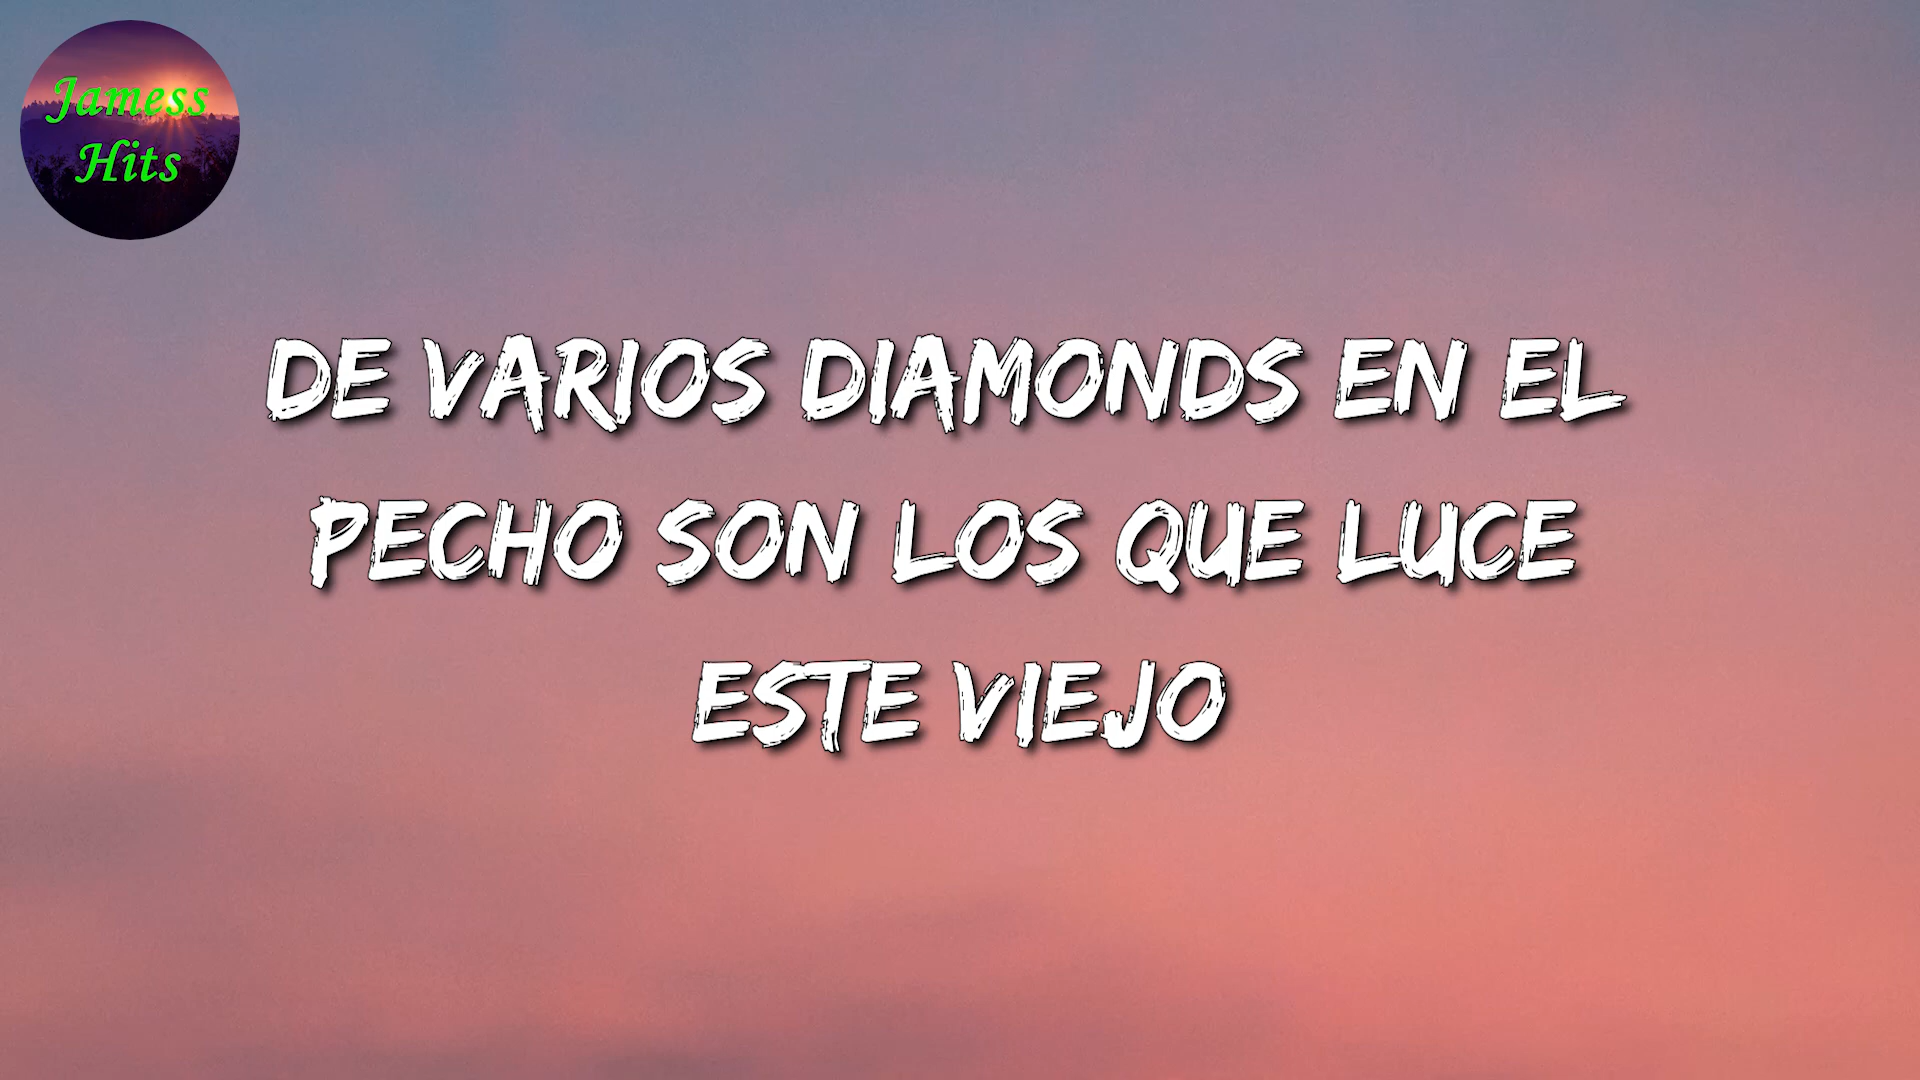 Jamess
Hits
DE VARIOS DIAMONDS EN EL
PECHO SON LOS QUE LUCE
ESTE VIEJO